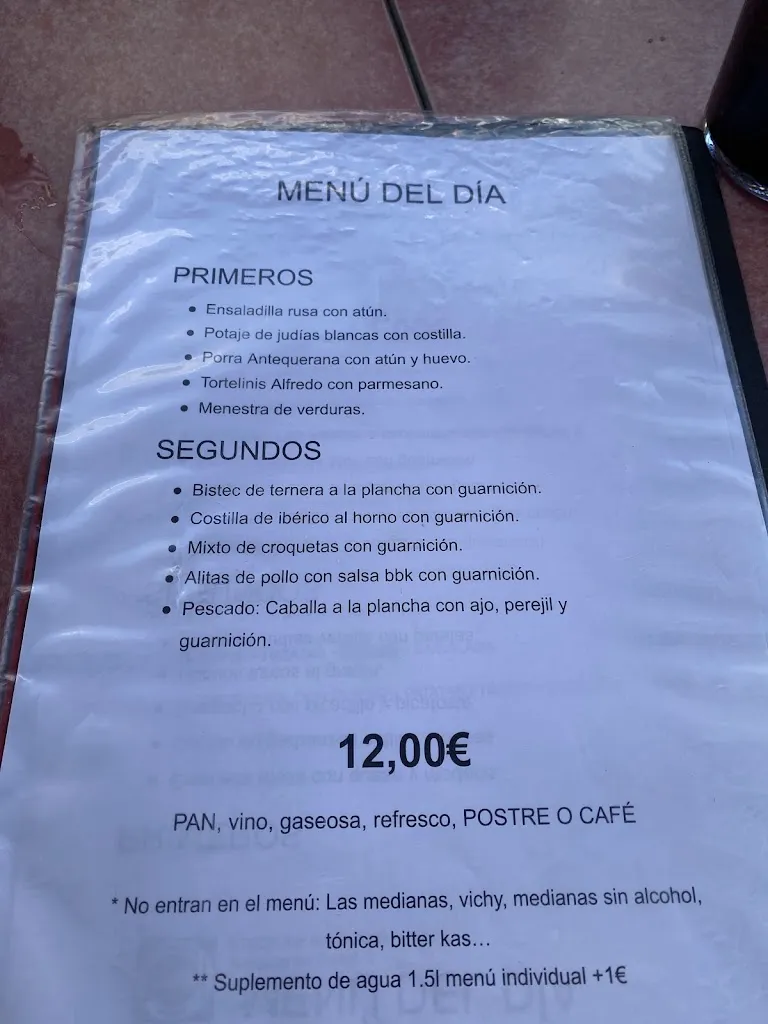 MENÚ DEL DÍA
PRIMEROS
• Ensaladilla rusa con atún.
• Potaje de judías blancas con costilla.
• Porra Antequerana con atún y huevo.
• Tortelinis Alfredo con parmesano.
• Menestra de verduras.
SEGUNDOS
• Bistec de ternera a la plancha con guarnición.
• Costilla de ibérico al horno con guarnición.
• Mixto de croquetas con guarnición.
• Alitas de pollo con salsa bbk con guarnición.
• Pescado: Caballa a la plancha con ajo, perejil y
guarnición.
12,00€
PAN, vino, gaseosa, refresco, POSTRE O CAFÉ
* No entran en el menú: Las medianas, vichy, medianas sin alcohol,
tónica, bitter kas...
** Suplemento de agua 1.5l menú individual +1€